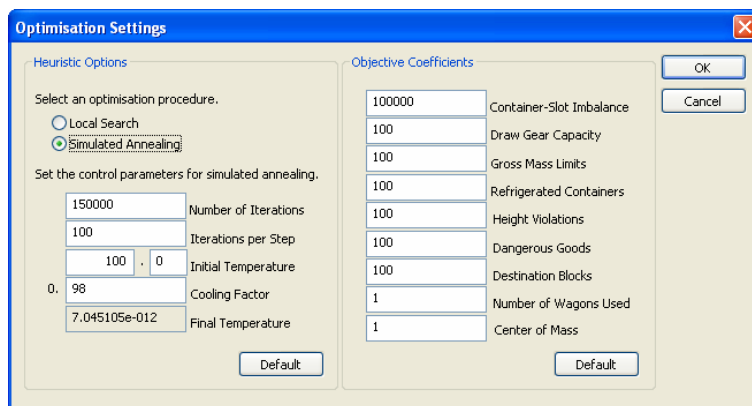 Optimisation Settings
Heuristic Options
Select an optimisation procedure.
Local Search
Simulated Annealing
Set the control parameters for simulated annealing.
150000 Number of Iterations
100 Iterations per Step
100 . 0 Initial Temperature
0. 98 Cooling Factor
7.045105e-012 Final Temperature
Default
Objective Coefficients
100000 Container-Slot Imbalance
100 Draw Gear Capacity
100 Gross Mass Limits
100 Refrigerated Containers
100 Height Violations
100 Dangerous Goods
100 Destination Blocks
1 Number of Wagons Used
1 Center of Mass
Default
OK
Cancel